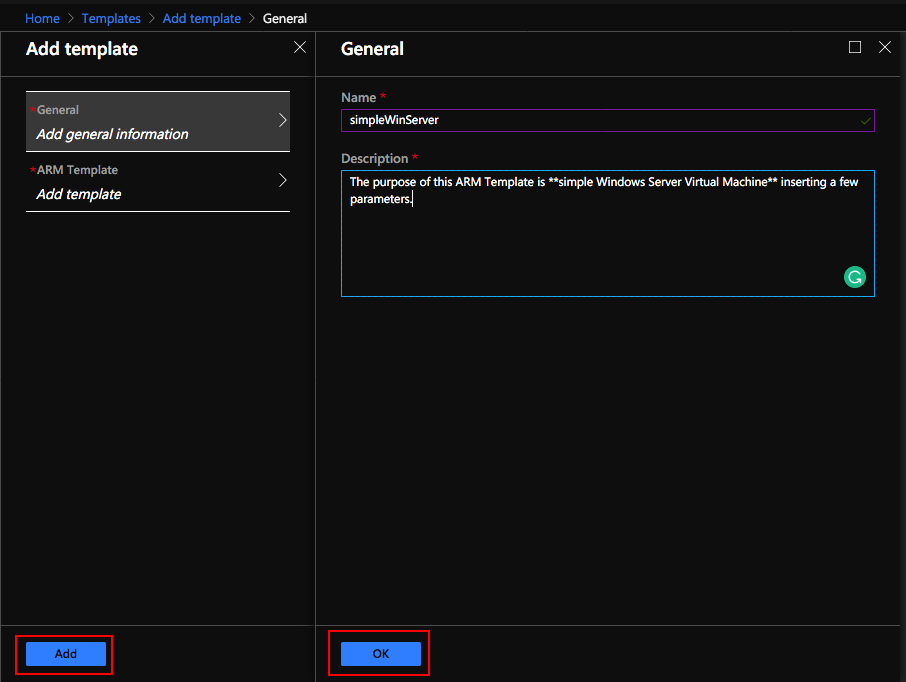 Home > Templates > Add template > General
Add template
*General
Add general information
*ARM Template
Add template
Add
General
Name *
simpleWinServer
Description *
The purpose of this ARM Template is **simple Windows Server Virtual Machine** inserting a few
parameters.
OK